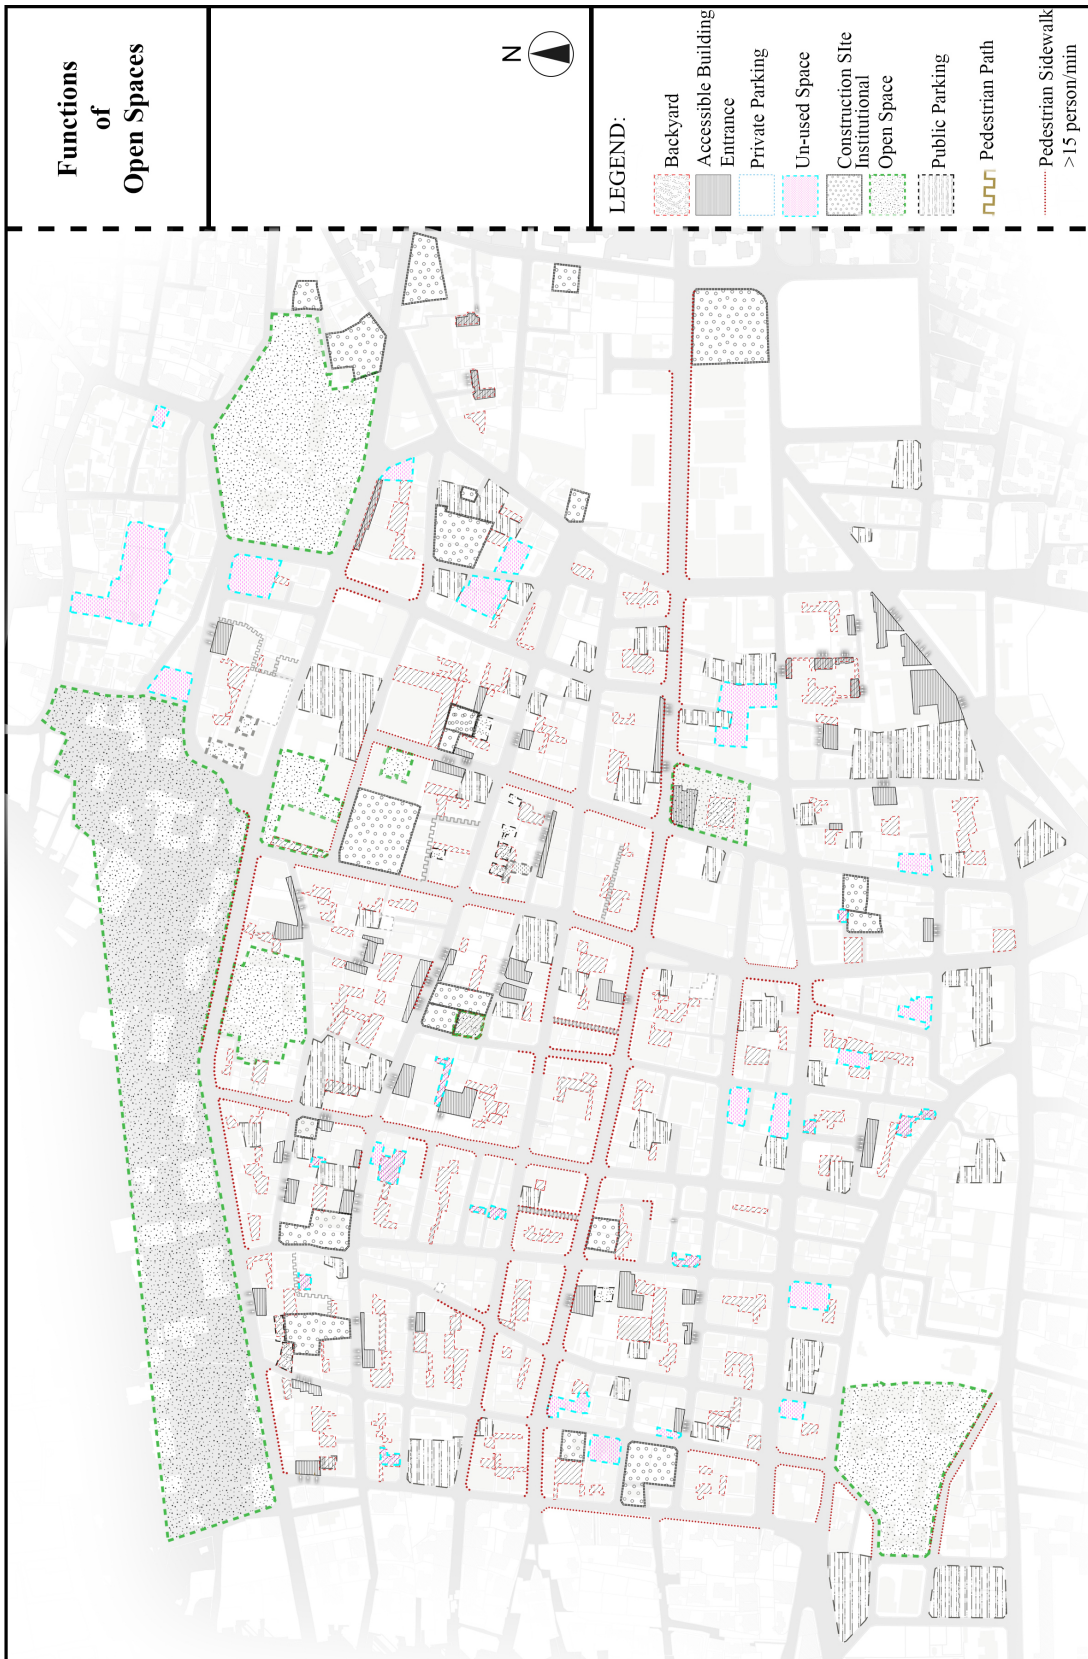 Functions
of
Open Spaces
N
LEGEND:
Backyard
Accessible Building
Entrance
Private Parking
Un-used Space
Construction SIte
Institutional
Open Space
Public Parking
Pedestrian Path
Pedestrian Sidewalk
>15 person/min